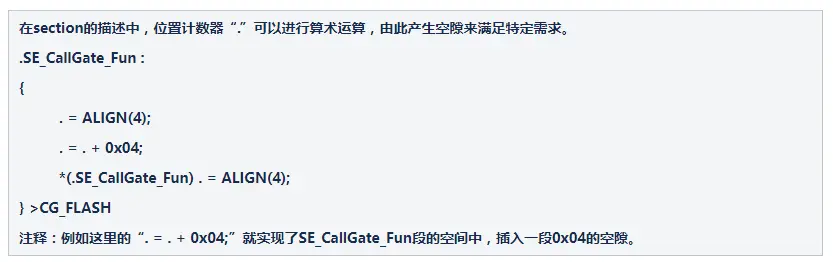 在section的描述中，位置计数器“.”可以进行算术运算，由此产生空隙来满足特定需求。
.SE_CallGate_Fun :
{
. = ALIGN(4);
. = . + 0x04;
*(.SE_CallGate_Fun) . = ALIGN(4);
} >CG_FLASH
注释：例如这里的“. = . + 0x04;”就实现了SE_CallGate_Fun段的空间中，插入一段0x04的空隙。